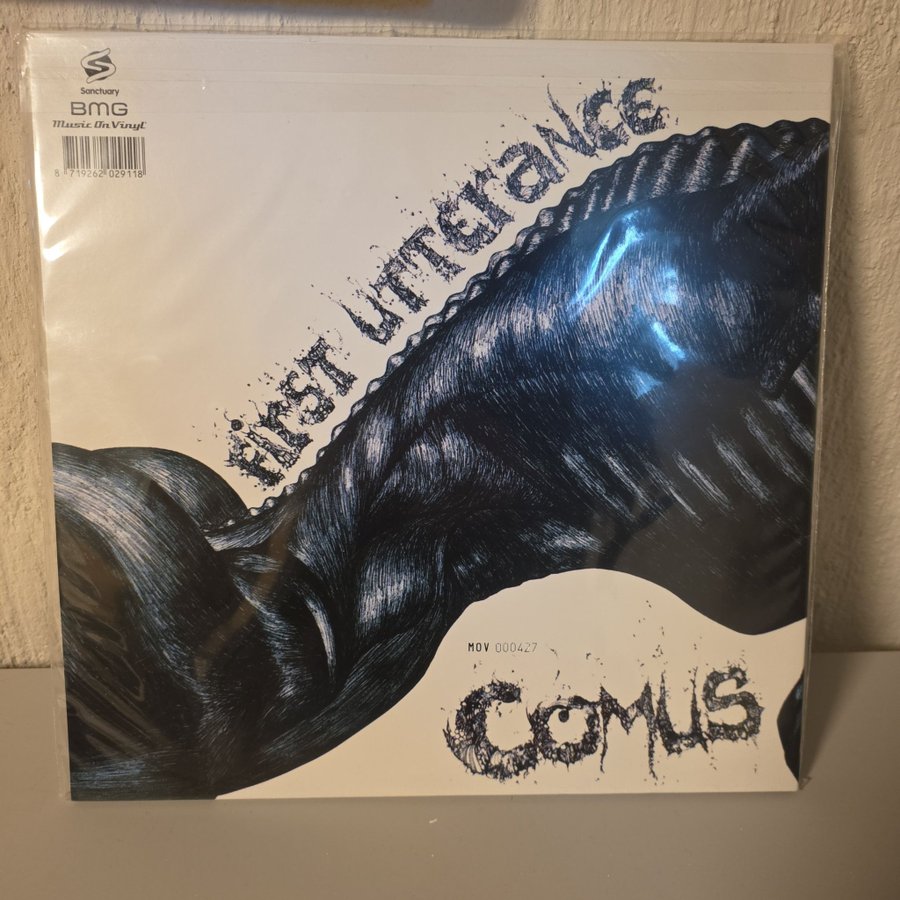 Sanctuary
BMG
Music On Vinyl
8 719262 029118
FIRST UTTERANCE
MOV 000427
COMUS